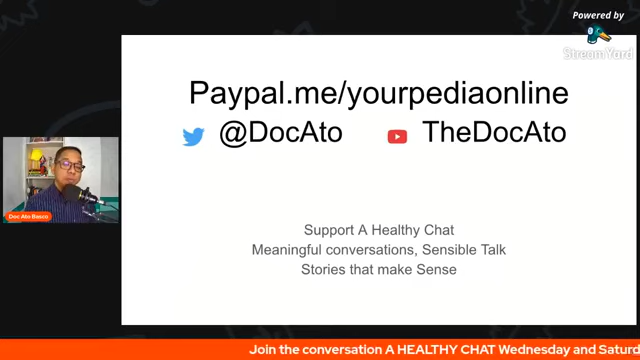 Powered by
StreamYard
Paypal.me/yourpediaonline
@DocAto TheDocAto
Doc Ato Basco
Support A Healthy Chat
Meaningful conversations, Sensible Talk
Stories that make Sense
Join the conversation A HEALTHY CHAT Wednesday and Saturd